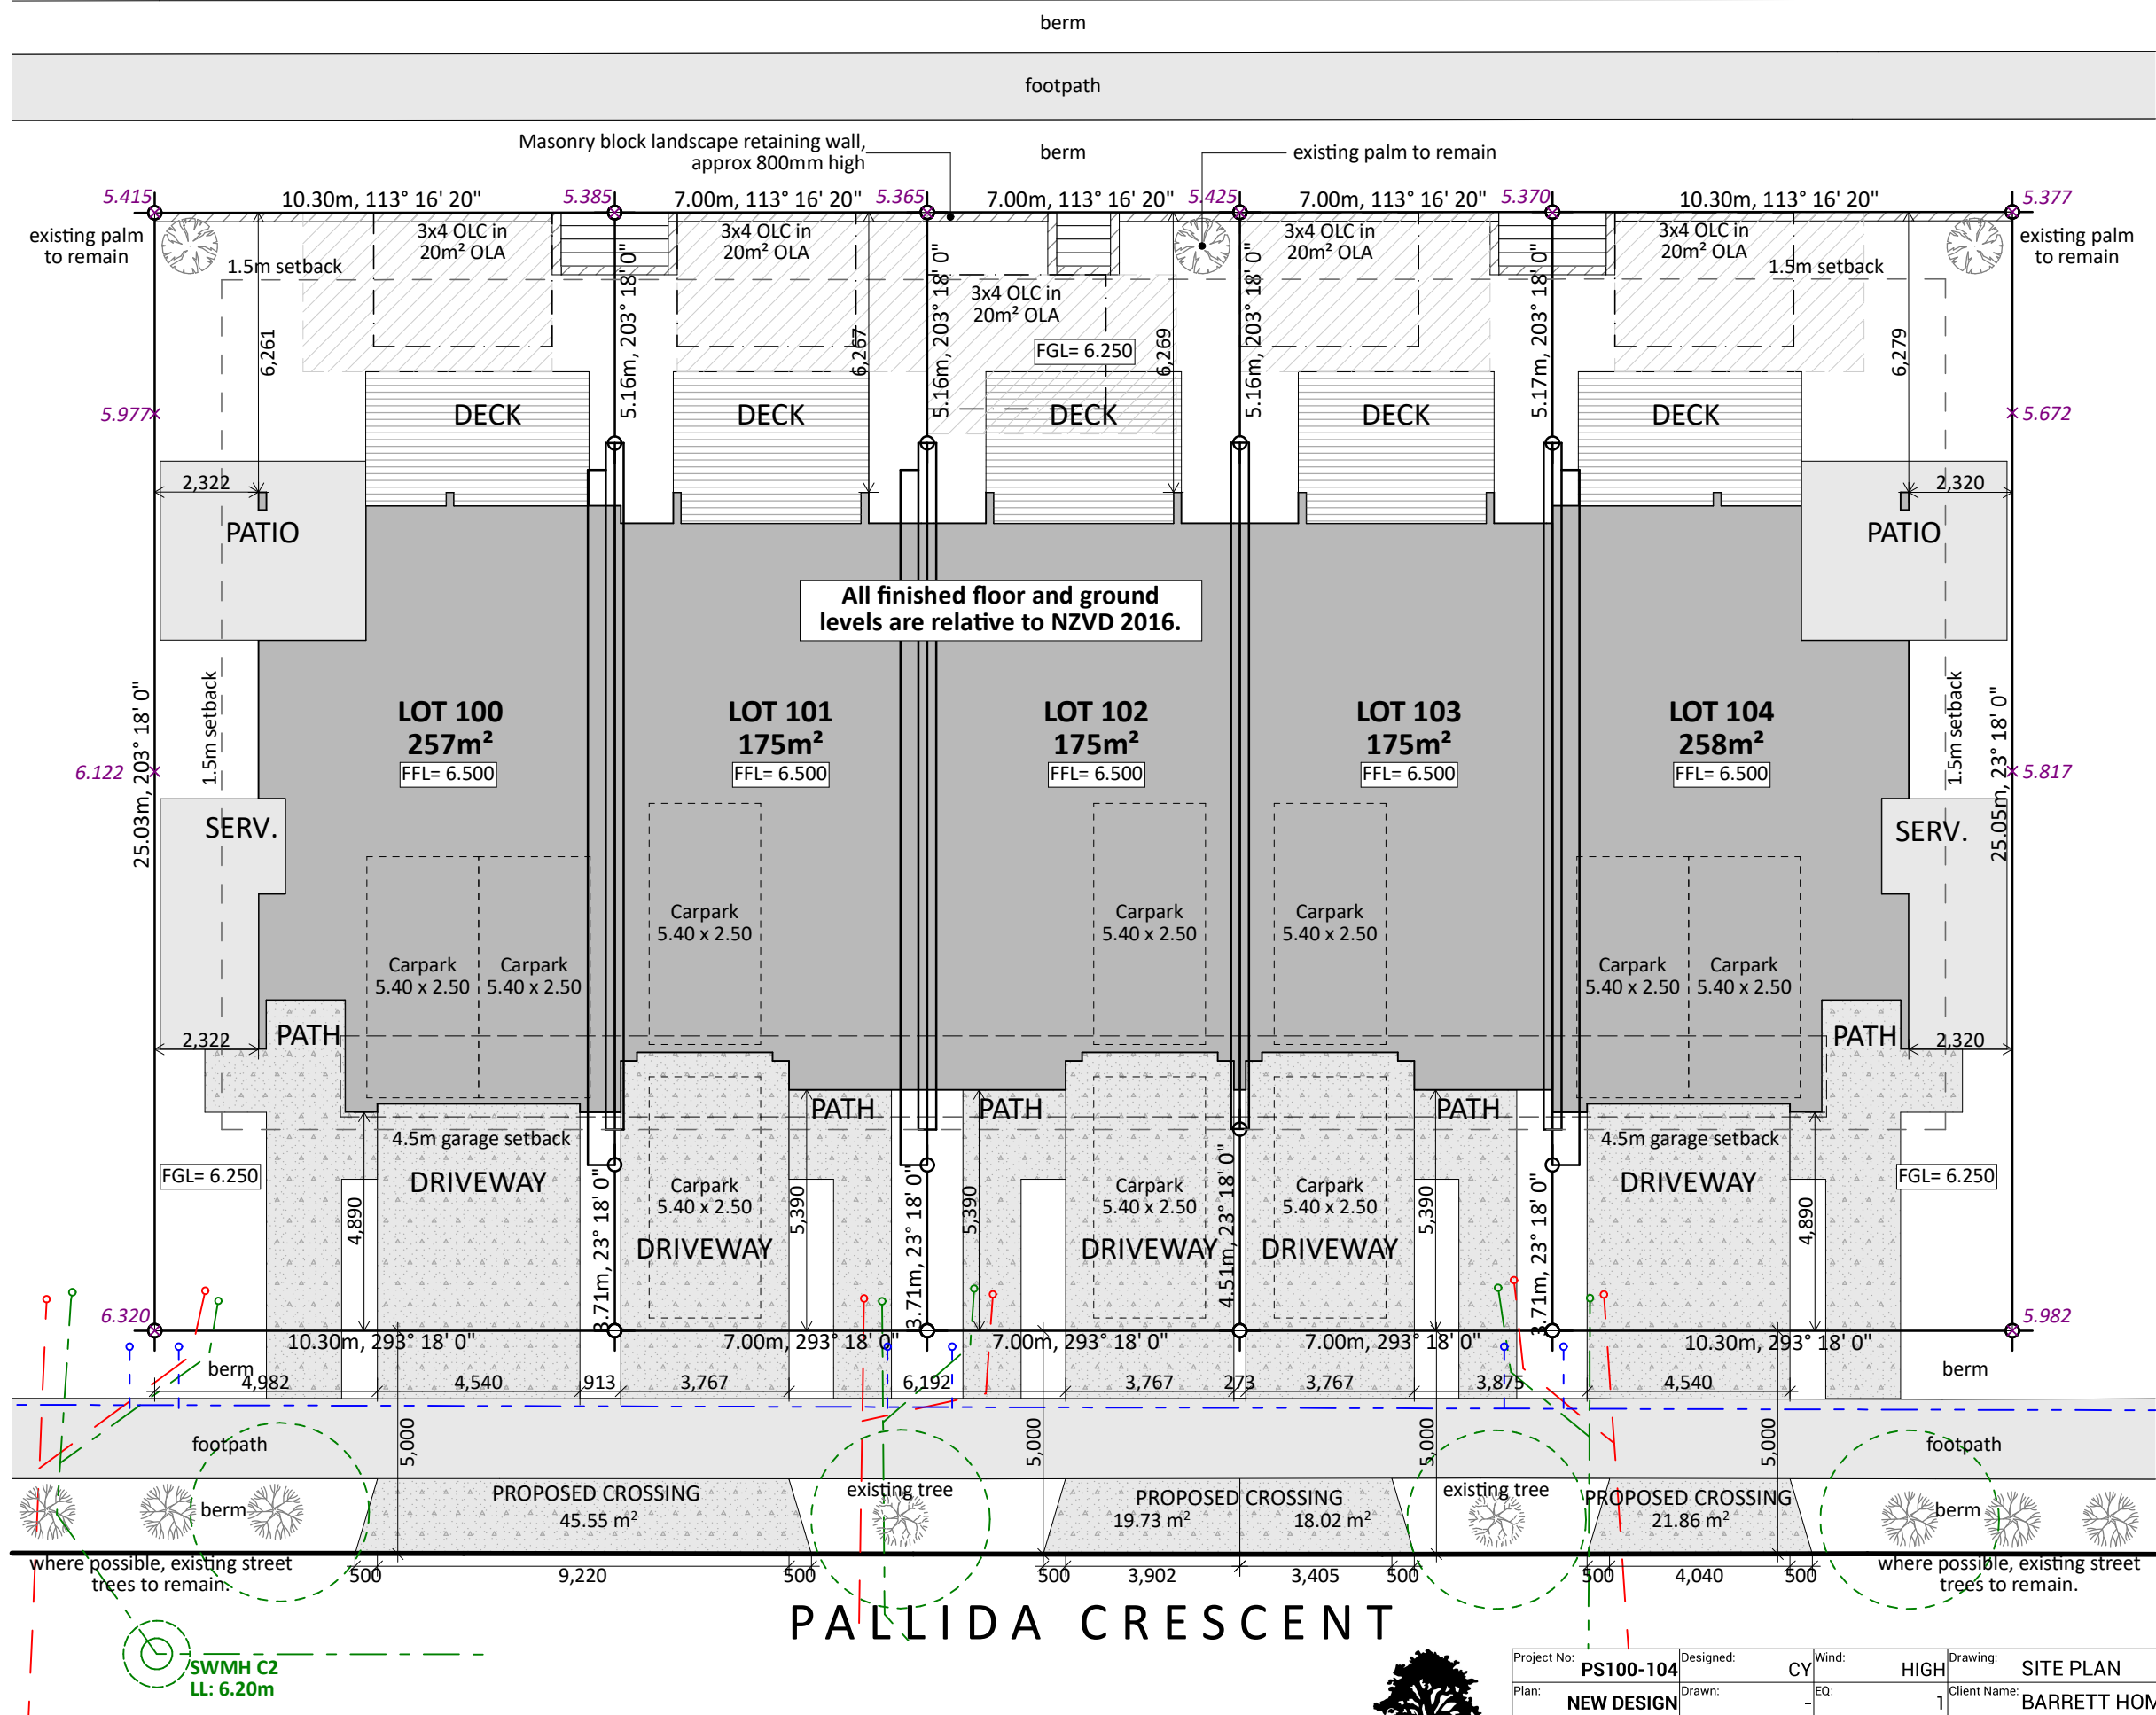 berm
footpath
Masonry block landscape retaining wall,
approx 800mm high
berm
existing palm to remain
5.415
10.30m, 113° 16' 20"
5.385
7.00m, 113° 16' 20"
5.365
7.00m, 113° 16' 20"
5.425
7.00m, 113° 16' 20"
5.370
10.30m, 113° 16' 20"
5.377
existing palm
to remain
3x4 OLC in
20m² OLA
3x4 OLC in
20m² OLA
3x4 OLC in
20m² OLA
3x4 OLC in
20m² OLA
existing palm
to remain
1.5m setback
1.5m setback
3x4 OLC in
20m² OLA
FGL= 6.250
6,261
5.16m, 203° 18' 0"
6,267
5.16m, 203° 18' 0"
6,269
5.16m, 203° 18' 0"
5.17m, 203° 18' 0"
6,279
5.977
DECK
DECK
DECK
DECK
DECK
5.672
2,322
2,320
PATIO
PATIO
All finished floor and ground
levels are relative to NZVD 2016.
25.03m, 203° 18' 0"
1.5m setback
1.5m setback
25.05m, 23° 18' 0"
LOT 100
257m²
FFL= 6.500
LOT 101
175m²
FFL= 6.500
LOT 102
175m²
FFL= 6.500
LOT 103
175m²
FFL= 6.500
LOT 104
258m²
FFL= 6.500
6.122
5.817
SERV.
SERV.
Carpark
5.40 x 2.50
Carpark
5.40 x 2.50
Carpark
5.40 x 2.50
Carpark
5.40 x 2.50
Carpark
5.40 x 2.50
Carpark
5.40 x 2.50
Carpark
5.40 x 2.50
2,322
PATH
PATH
2,320
PATH
PATH
PATH
4.5m garage setback
4.5m garage setback
FGL= 6.250
DRIVEWAY
DRIVEWAY
FGL= 6.250
4,890
3.71m, 23° 18' 0"
Carpark
5.40 x 2.50
5,390
3.71m, 23° 18' 0"
5,390
Carpark
5.40 x 2.50
4.51m, 23° 18' 0"
Carpark
5.40 x 2.50
5,390
3.71m, 23° 18' 0"
4,890
DRIVEWAY
DRIVEWAY
DRIVEWAY
6.320
5.982
10.30m, 293° 18' 0"
7.00m, 293° 18' 0"
7.00m, 293° 18' 0"
7.00m, 293° 18' 0"
10.30m, 293° 18' 0"
berm
berm
4,982
4,540
913
3,767
6,192
3,767
273
3,767
3,875
4,540
footpath
5,000
5,000
5,000
5,000
footpath
berm
PROPOSED CROSSING
45.55 m²
existing tree
PROPOSED CROSSING
19.73 m²
18.02 m²
existing tree
PROPOSED CROSSING
21.86 m²
berm
where possible, existing street
trees to remain.
500
9,220
500
500
3,902
3,405
500
500
4,040
500
where possible, existing street
trees to remain.
PALLIDA CRESCENT
SWMH C2
LL: 6.20m
Project No: PS100-104
Designed: CY
Wind: HIGH
Drawing: SITE PLAN
Plan: NEW DESIGN
Drawn: -
EQ: 1
Client Name: BARRETT HOM